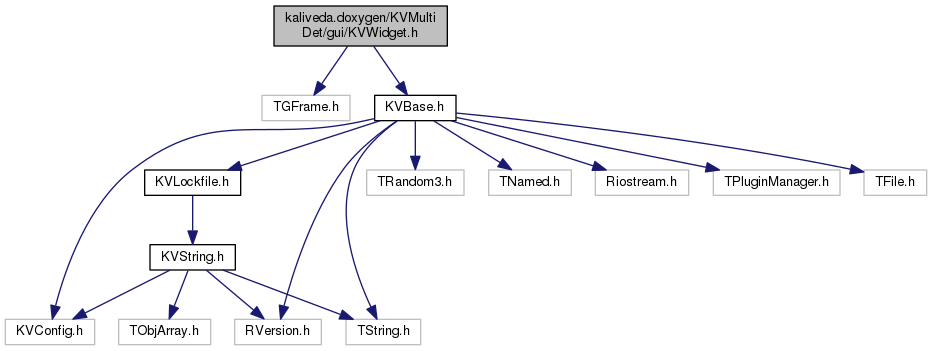 kaliveda.doxygen/KVMulti
Det/gui/KVWidget.h
TGFrame.h
KVBase.h
KVLockfile.h
TRandom3.h
TNamed.h
Riostream.h
TPluginManager.h
TFile.h
KVString.h
KVConfig.h
TObjArray.h
RVersion.h
TString.h